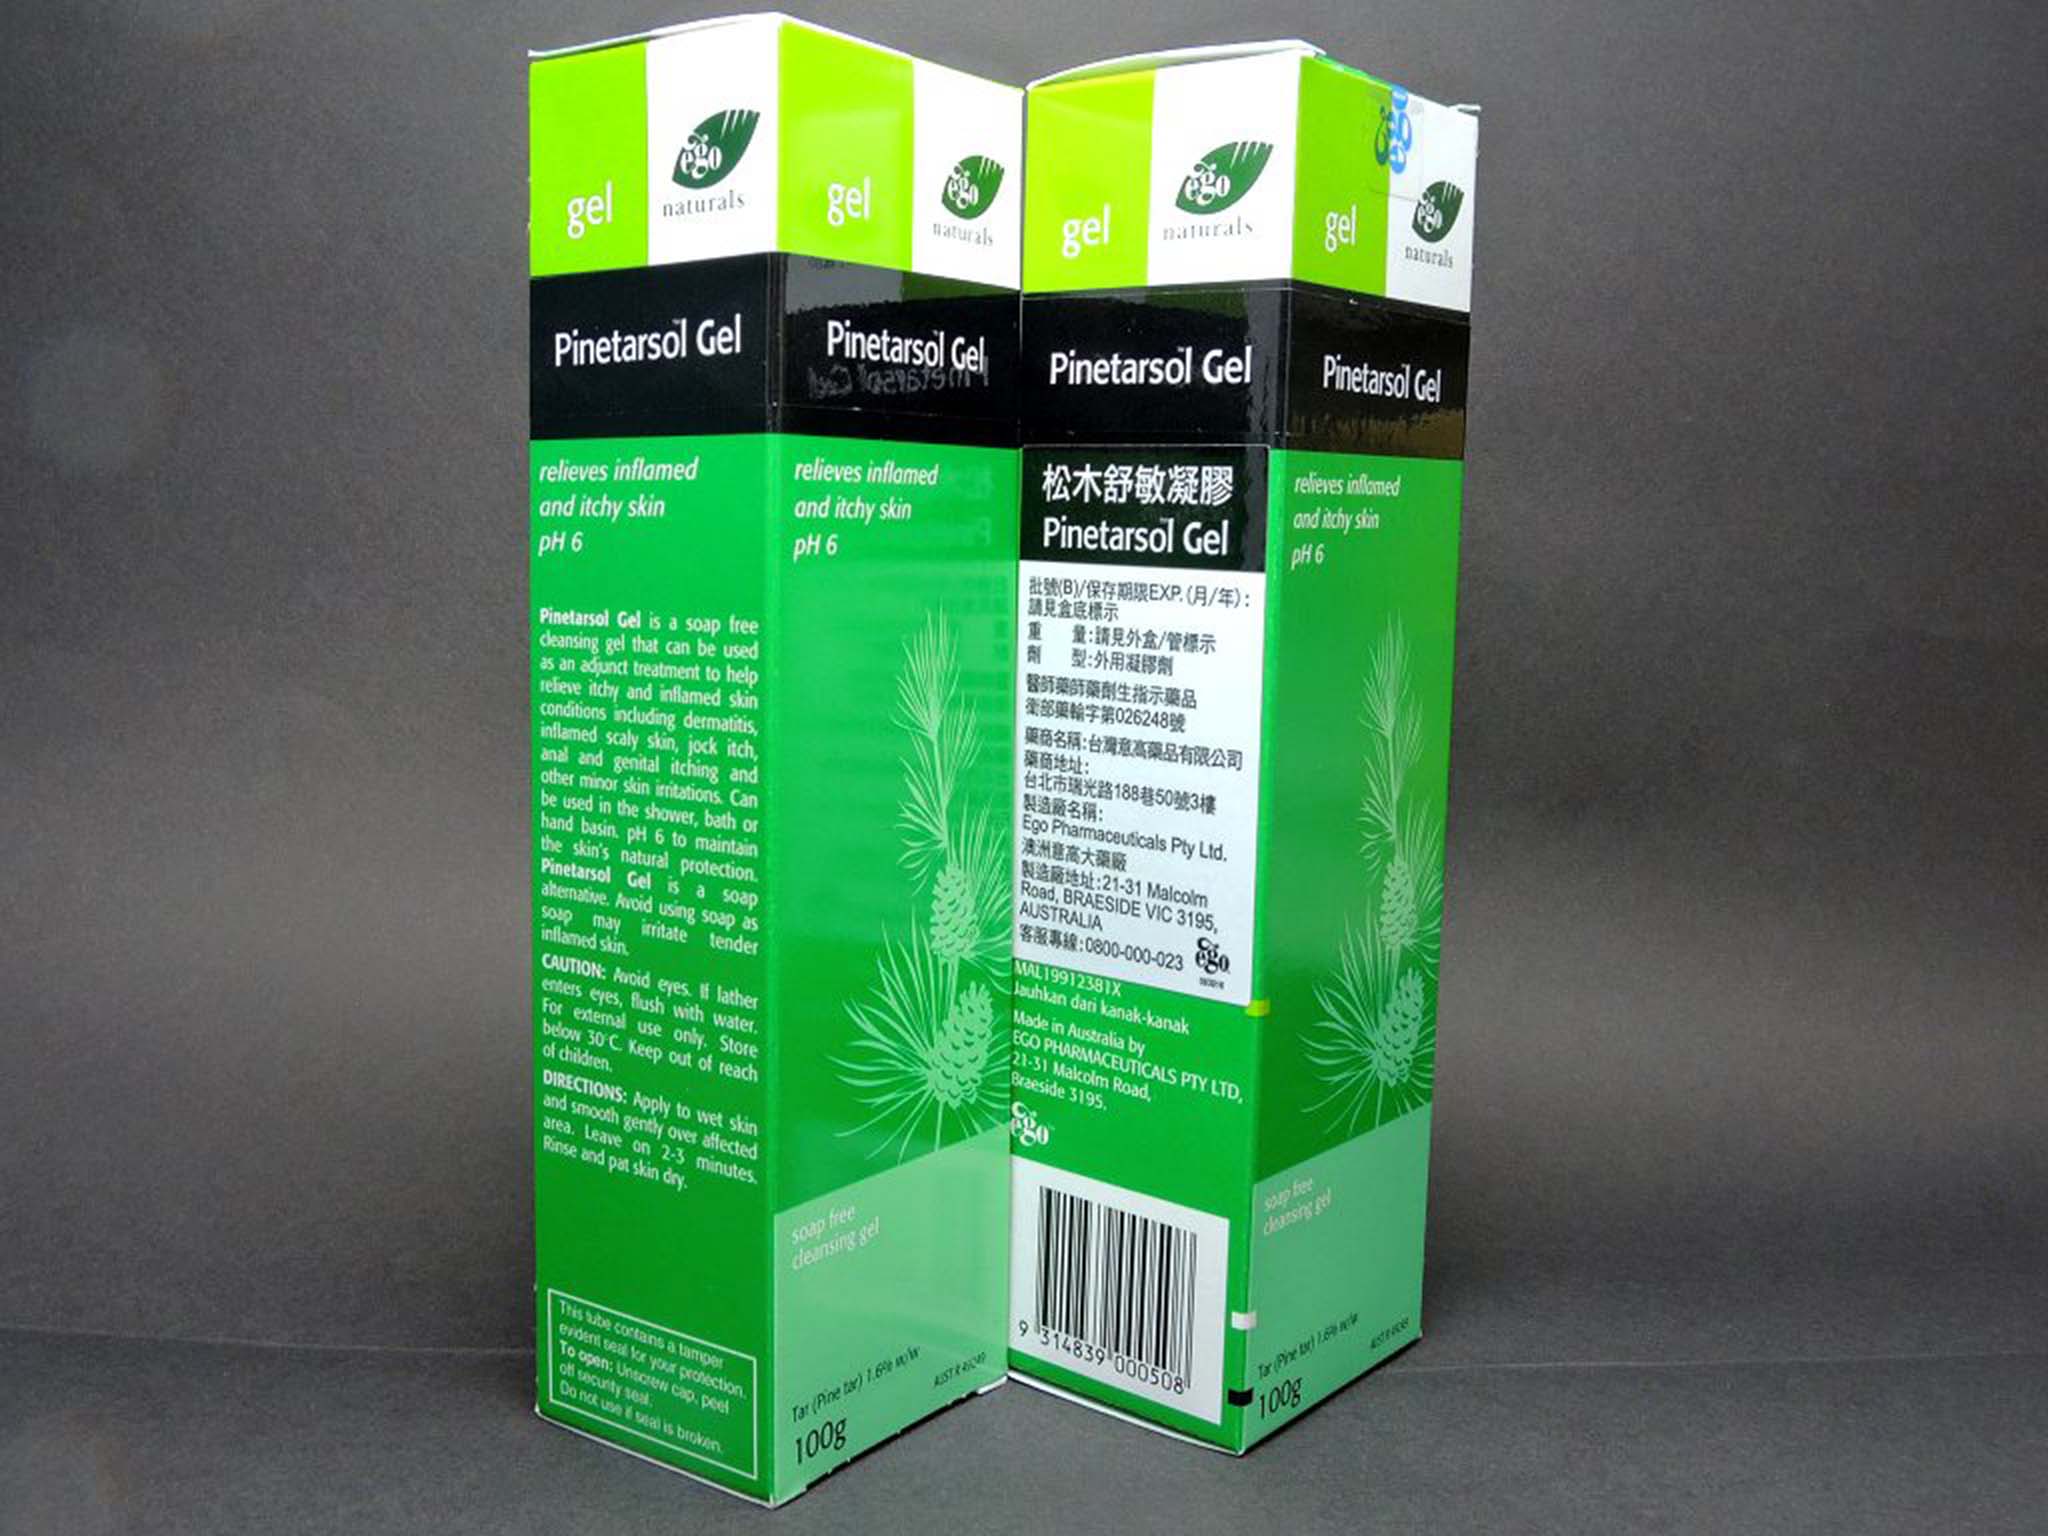 gel
ego
naturals
Pinetarsol Gel
relieves inflamed
and itchy skin
pH 6
Pinetarsol Gel is a soap free
cleansing gel that can be used
as an adjunct treatment to help
relieve itchy and inflamed skin
conditions including dermatitis,
inflamed scaly skin, jock itch,
anal and genital itching and
other minor skin irritations. Can
be used in the shower, bath or
hand basin. pH 6 to maintain
the skin's natural protection.
Pinetarsol Gel is a soap
alternative. Avoid using soap as
soap may irritate tender
inflamed skin.
CAUTION: Avoid eyes. If lather
enters eyes, flush with water.
For external use only. Store
below 30°C. Keep out of reach
of children.
DIRECTIONS: Apply to wet skin
and smooth gently over affected
area. Leave on 2-3 minutes.
Rinse and pat skin dry.
This tube contains a tamper
evident seal for your protection.
To open: Unscrew cap, peel
off security seal.
Do not use if seal is broken.
gel
ego
naturals
Pinetarsol Gel
relieves inflamed
and itchy skin
pH 6
soap free
cleansing gel
Tar (Pine tar) 1.6% w/w
AUST R 49249
100g
gel
ego
naturals
Pinetarsol Gel
松木舒敏凝膠
Pinetarsol Gel
批號(B)/保存期限EXP.(月/年):
請見盒底標示
重 量:請見外盒/管標示
劑 型:外用凝膠劑
醫師藥師藥劑生指示藥品
衛部藥輸字第026248號
藥商名稱:台灣意高藥品有限公司
藥商地址:
台北市瑞光路188巷50號3樓
製造廠名稱:
Ego Pharmaceuticals Pty Ltd.
澳洲意高大藥廠
製造廠地址:21-31 Malcolm
Road, BRAESIDE VIC 3195,
AUSTRALIA
客服專線:0800-000-023
ego
MAL19912381X
Jauhkan dari kanak-kanak
Made in Australia by
EGO PHARMACEUTICALS PTY LTD,
21-31 Malcolm Road,
Braeside 3195.
ego
9 314839 000508
gel
ego
ego
naturals
Pinetarsol Gel
relieves inflamed
and itchy skin
pH 6
soap free
cleansing gel
Tar (Pine tar) 1.6% w/w
AUST R 49249
100g